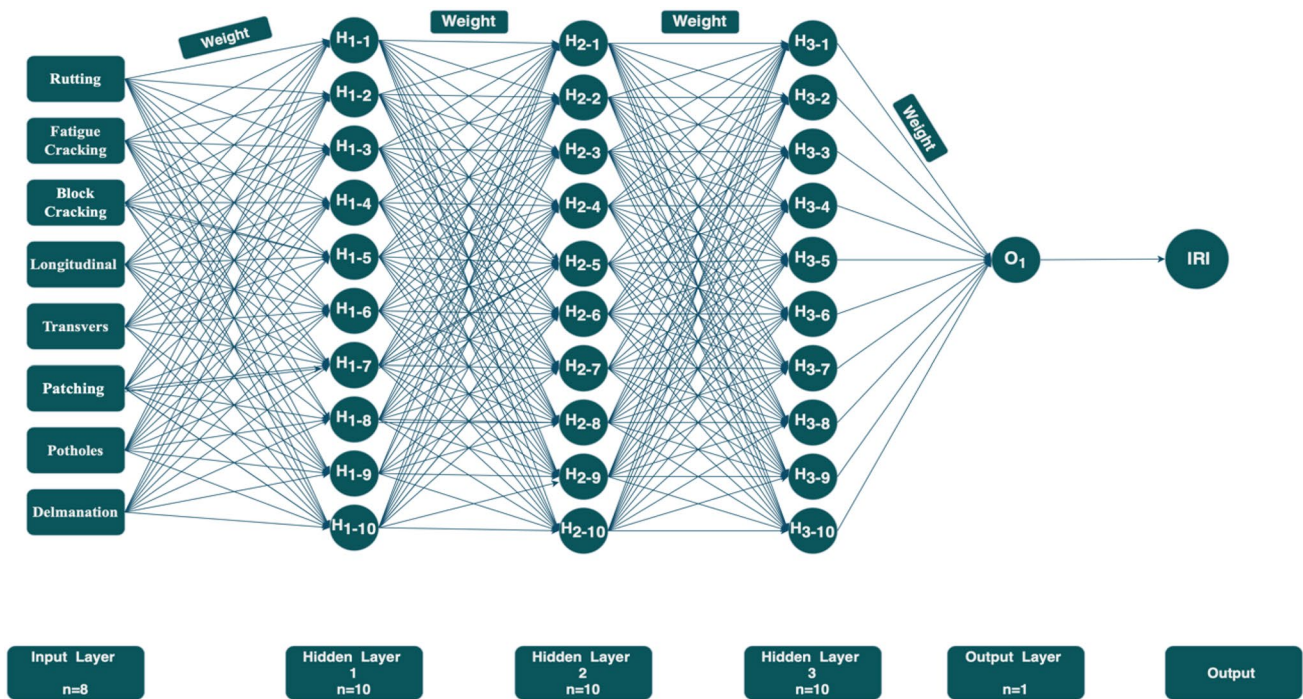 Weight
Weight
Weight
Weight
Rutting
Fatigue
Cracking
Block
Cracking
Longitudinal
Transvers
Patching
Potholes
Delmanation
H1-1
H1-2
H1-3
H1-4
H1-5
H1-6
H1-7
H1-8
H1-9
H1-10
H2-1
H2-2
H2-3
H2-4
H2-5
H2-6
H2-7
H2-8
H2-9
H2-10
H3-1
H3-2
H3-3
H3-4
H3-5
H3-6
H3-7
H3-8
H3-9
H3-10
O1
IRI
Input Layer
n=8
Hidden Layer
1
n=10
Hidden Layer
2
n=10
Hidden Layer
3
n=10
Output Layer
n=1
Output